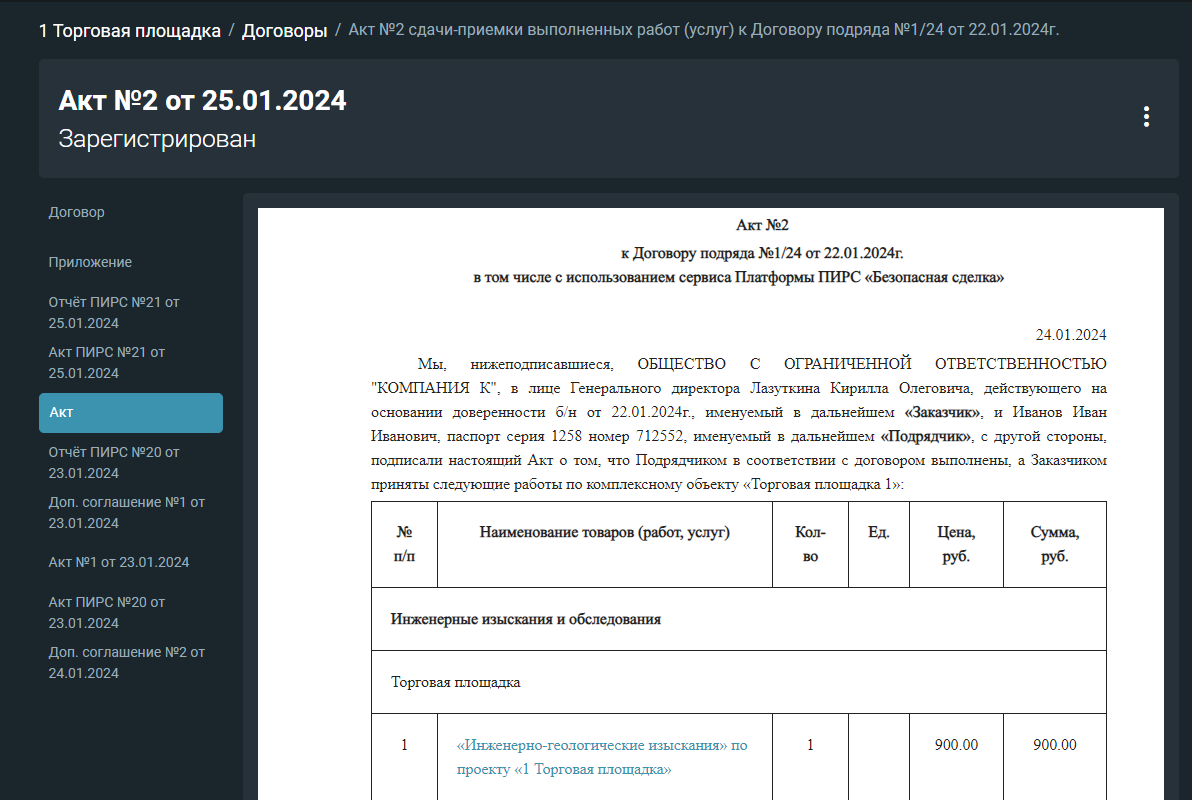 1 Торговая площадка / Договоры / Акт №2 сдачи-приемки выполненных работ (услуг) к Договору подряда №1/24 от 22.01.2024г.
Акт №2 от 25.01.2024
Зарегистрирован
Договор
Приложение
Отчёт ПИРС №21 от
25.01.2024
Акт ПИРС №21 от
25.01.2024
Акт
Отчёт ПИРС №20 от
23.01.2024
Доп. соглашение №1 от
23.01.2024
Акт №1 от 23.01.2024
Акт ПИРС №20 от
23.01.2024
Доп. соглашение №2 от
24.01.2024
Акт №2
к Договору подряда №1/24 от 22.01.2024г.
в том числе с использованием сервиса Платформы ПИРС «Безопасная сделка»
24.01.2024
Мы, нижеподписавшиеся, ОБЩЕСТВО С ОГРАНИЧЕННОЙ ОТВЕТСТВЕННОСТЬЮ
"КОМПАНИЯ К", в лице Генерального директора Лазуткина Кирилла Олеговича, действующего на
основании доверенности б/н от 22.01.2024г., именуемый в дальнейшем «Заказчик», и Иванов Иван
Иванович, паспорт серия 1258 номер 712552, именуемый в дальнейшем «Подрядчик», с другой стороны,
подписали настоящий Акт о том, что Подрядчиком в соответствии с договором выполнены, а Заказчиком
приняты следующие работы по комплексному объекту «Торговая площадка 1»:
№ Наименование товаров (работ, услуг) Кол- Ед. Цена, Сумма,
п/п во руб. руб.
Инженерные изыскания и обследования
Торговая площадка
1 «Инженерно-геологические изыскания» по 1 900.00 900.00
проекту «1 Торговая площадка»